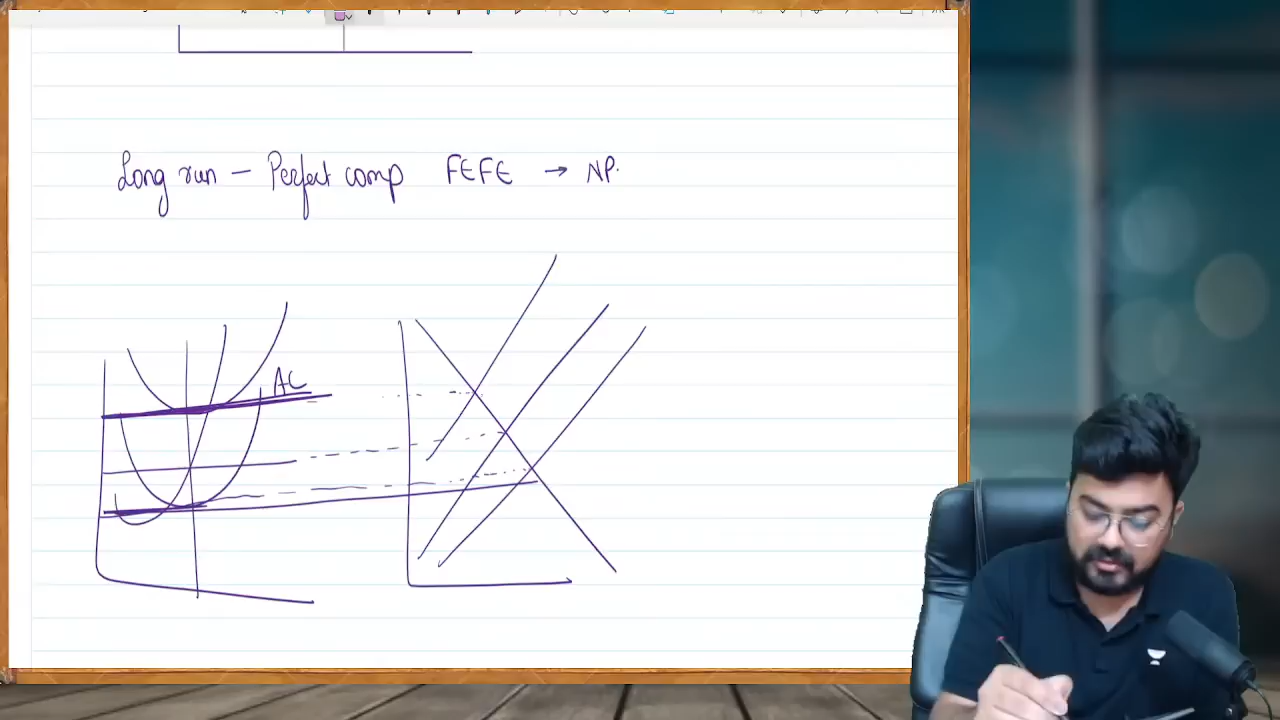 Long run – Perfect comp FEFE → NP.
AC